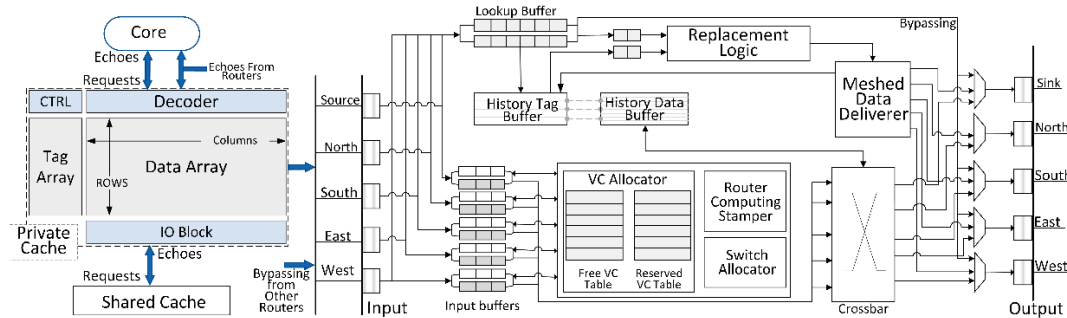 Core
Echoes
Echoes From
Routers
Requests
CTRL
Decoder
Tag
Array
Columns
Data Array
ROWS
Private
Cache
IO Block
Echoes
Requests
Shared Cache
Bypassing
from
Other
Routers
Source
North
South
East
West
Input
Lookup Buffer
Replacement
Logic
Bypassing
History Tag
Buffer
History Data
Buffer
Meshed
Data
Deliverer
Input buffers
VC Allocator
Free VC
Table
Reserved
VC Table
Router
Computing
Stamper
Switch
Allocator
Crossbar
Sink
North
South
East
West
Output